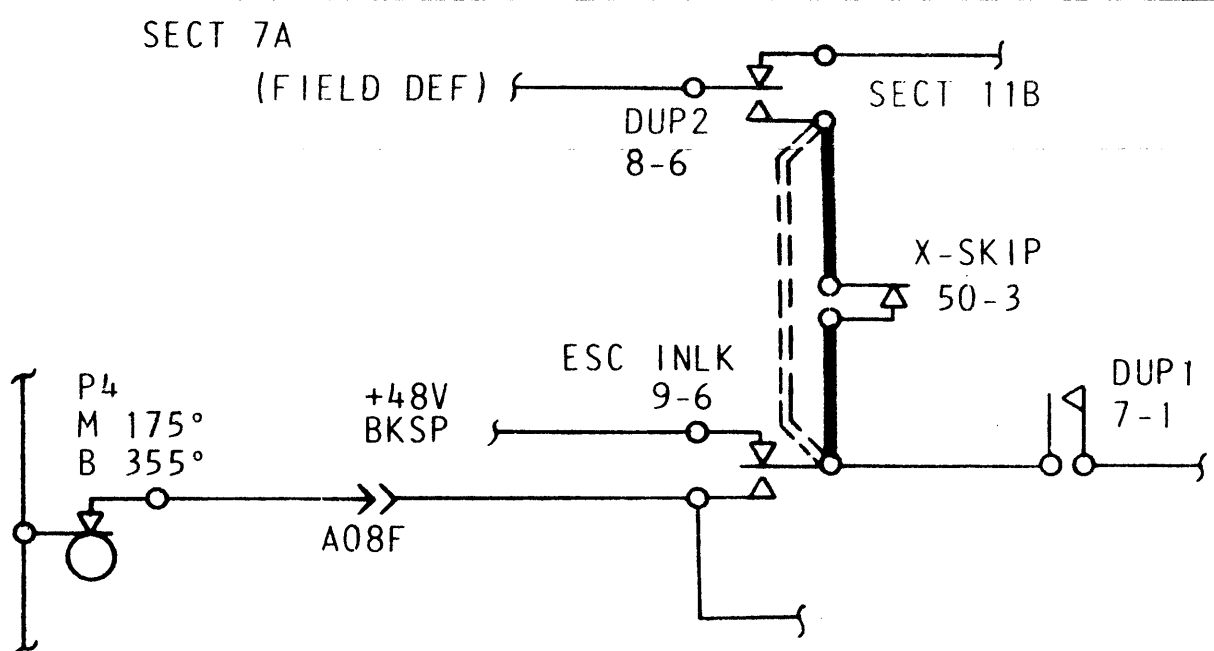 SECT 7A
(FIELD DEF)
SECT 11B
DUP2
8-6
X-SKIP
50-3
ESC INLK
9-6
DUP1
7-1
P4
M 175°
B 355°
+48V
BKSP
A08F